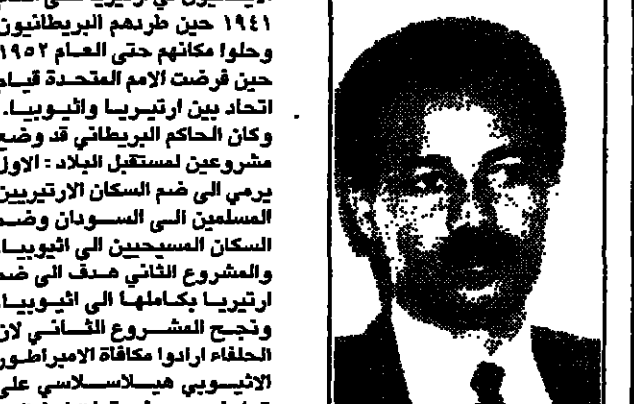 ١٩٤١ حين طردهم البريطانيون
وحلوا مكانهم حتى العام ١٩٥٢
حين فرضت الامم المتحدة قيام
اتحاد بين ارتيريا واثيوبيا.
وكان الحاكم البريطاني قد وضع
مشروعين لمستقبل البلاد : الاول
يرمي الى ضم السكان الارتيريين
المسلمين الى السودان وضم
السكان المسيحيين الى اثيوبيا.
والمشروع الثاني هدف الى ضم
ارتيريا بكاملها الى اثيوبيا.
ونجح المشروع الثاني لان
الحلفاء ارادوا مكافاة الامبراطور
الاثيوبي هيلاسلاسي على